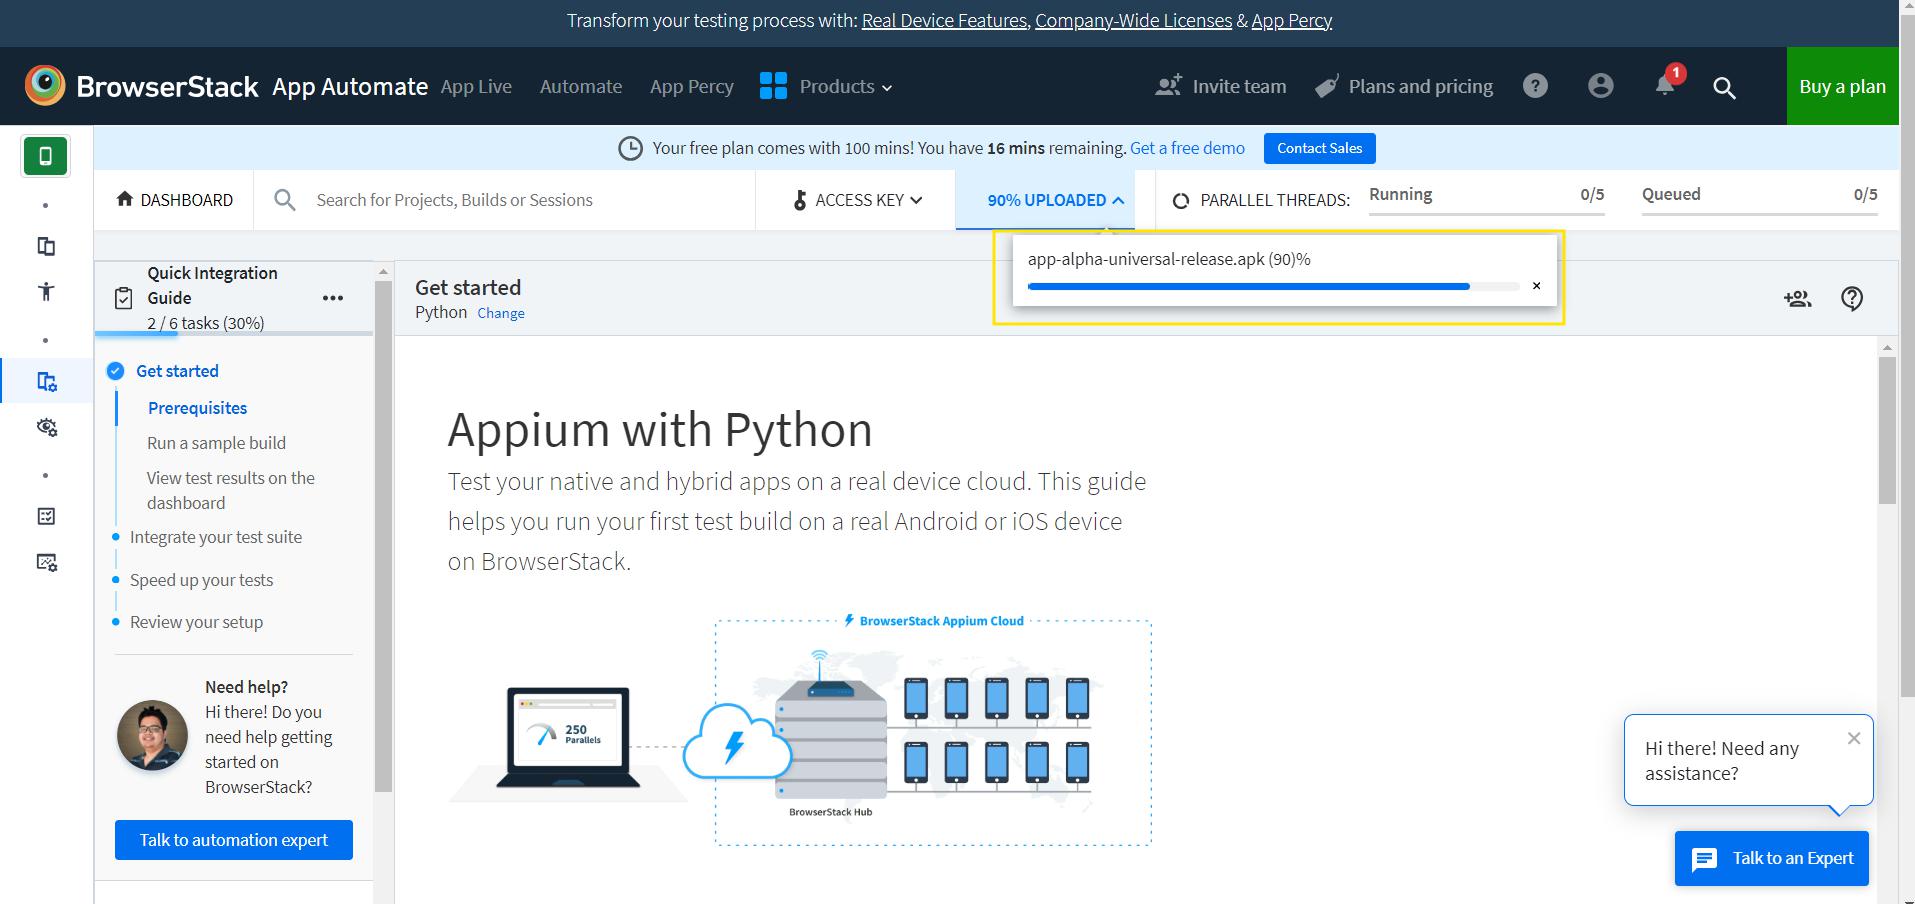 Transform your testing process with: Real Device Features, Company-Wide Licenses & App Percy
BrowserStack App Automate App Live Automate App Percy Products Invite team Plans and pricing ? 1 Buy a plan
Your free plan comes with 100 mins! You have 16 mins remaining. Get a free demo Contact Sales
DASHBOARD Search for Projects, Builds or Sessions ACCESS KEY 90% UPLOADED PARALLEL THREADS: Running 0/5 Queued 0/5
app-alpha-universal-release.apk (90)%
Quick Integration
Guide
2 / 6 tasks (30%)
Get started
Python Change
Get started
Prerequisites
Run a sample build
View test results on the
dashboard
Integrate your test suite
Speed up your tests
Review your setup
Need help?
Hi there! Do you
need help getting
started on
BrowserStack?
Talk to automation expert
Appium with Python
Test your native and hybrid apps on a real device cloud. This guide
helps you run your first test build on a real Android or iOS device
on BrowserStack.
BrowserStack Appium Cloud
250
Parallels
BrowserStack Hub
Hi there! Need any
assistance?
Talk to an Expert